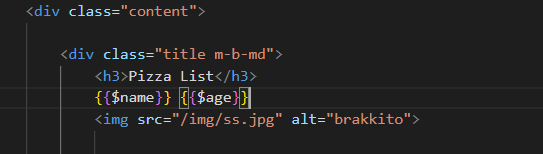 <div class="content">
<div class="title m-b-md">
<h3>Pizza List</h3>
{{$name}} {{$age}}
<img src="/img/ss.jpg" alt="brakkito">